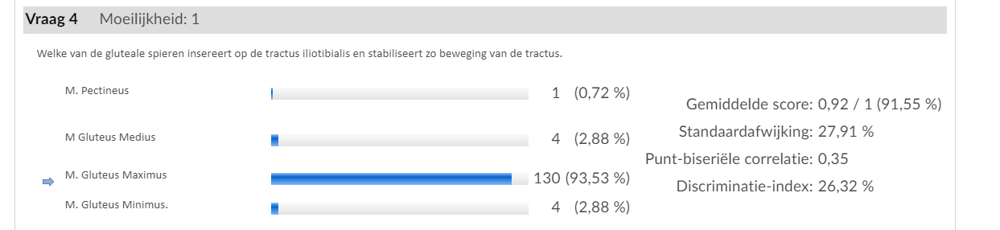 Vraag 4 Moeilijkheid: 1
Welke van de gluteale spieren insereert op de tractus iliotibialis en stabiliseert zo beweging van de tractus.
M. Pectineus 1 (0,72 %)
Gemiddelde score: 0,92 / 1 (91,55 %)
Standaardafwijking: 27,91 %
M Gluteus Medius 4 (2,88 %)
Punt-biseriële correlatie: 0,35
M. Gluteus Maximus 130 (93,53 %)
Discriminatie-index: 26,32 %
M. Gluteus Minimus. 4 (2,88 %)